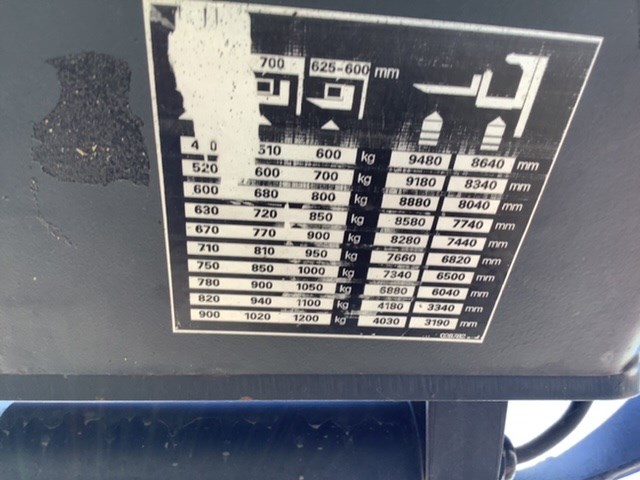 700 625-600 mm
510 600 kg 9480 8640 mm
520 600 700 kg 9180 8340 mm
600 680 800 kg 8880 8040 mm
630 720 850 kg 8580 7740 mm
670 770 900 kg 8280 7440 mm
710 810 950 kg 7660 6820 mm
750 850 1000 kg 7340 6500 mm
780 900 1050 kg 6880 6040 mm
820 940 1100 kg 4180 3340 mm
900 1020 1200 kg 4030 3190 mm